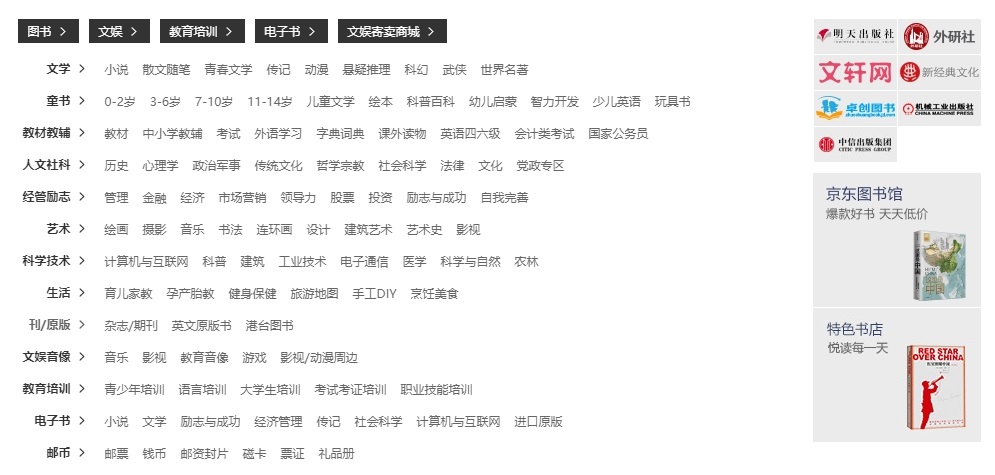 图书 > 文娱 > 教育培训 > 电子书 > 文娱寄卖商城 >
文学 > 小说 散文随笔 青春文学 传记 动漫 悬疑推理 科幻 武侠 世界名著
童书 > 0-2岁 3-6岁 7-10岁 11-14岁 儿童文学 绘本 科普百科 幼儿启蒙 智力开发 少儿英语 玩具书
教材教辅 > 教材 中小学教辅 考试 外语学习 字典词典 课外读物 英语四六级 会计类考试 国家公务员
人文社科 > 历史 心理学 政治军事 传统文化 哲学宗教 社会科学 法律 文化 党政专区
经管励志 > 管理 金融 经济 市场营销 领导力 股票 投资 励志与成功 自我完善
艺术 > 绘画 摄影 音乐 书法 连环画 设计 建筑艺术 艺术史 影视
科学技术 > 计算机与互联网 科普 建筑 工业技术 电子通信 医学 科学与自然 农林
生活 > 育儿家教 孕产胎教 健身保健 旅游地图 手工DIY 烹饪美食
刊/原版 > 杂志/期刊 英文原版书 港台图书
文娱音像 > 音乐 影视 教育音像 游戏 影视/动漫周边
教育培训 > 青少年培训 语言培训 大学生培训 考试考证培训 职业技能培训
电子书 > 小说 文学 励志与成功 经济管理 传记 社会科学 计算机与互联网 进口原版
邮币 > 邮票 钱币 邮资封片 磁卡 票证 礼品册
明天出版社
TOMORROW PUBLISHING HOUSE
外研社
文轩网
新经典文化
卓创图书
zhuochuangbookjd.com
机械工业出版社
CHINA MACHINE PRESS
中信出版集团
CITIC PRESS GROUP
京东图书馆
爆款好书 天天低价
中国
特色书店
悦读每一天
RED STAR
OVER CHINA